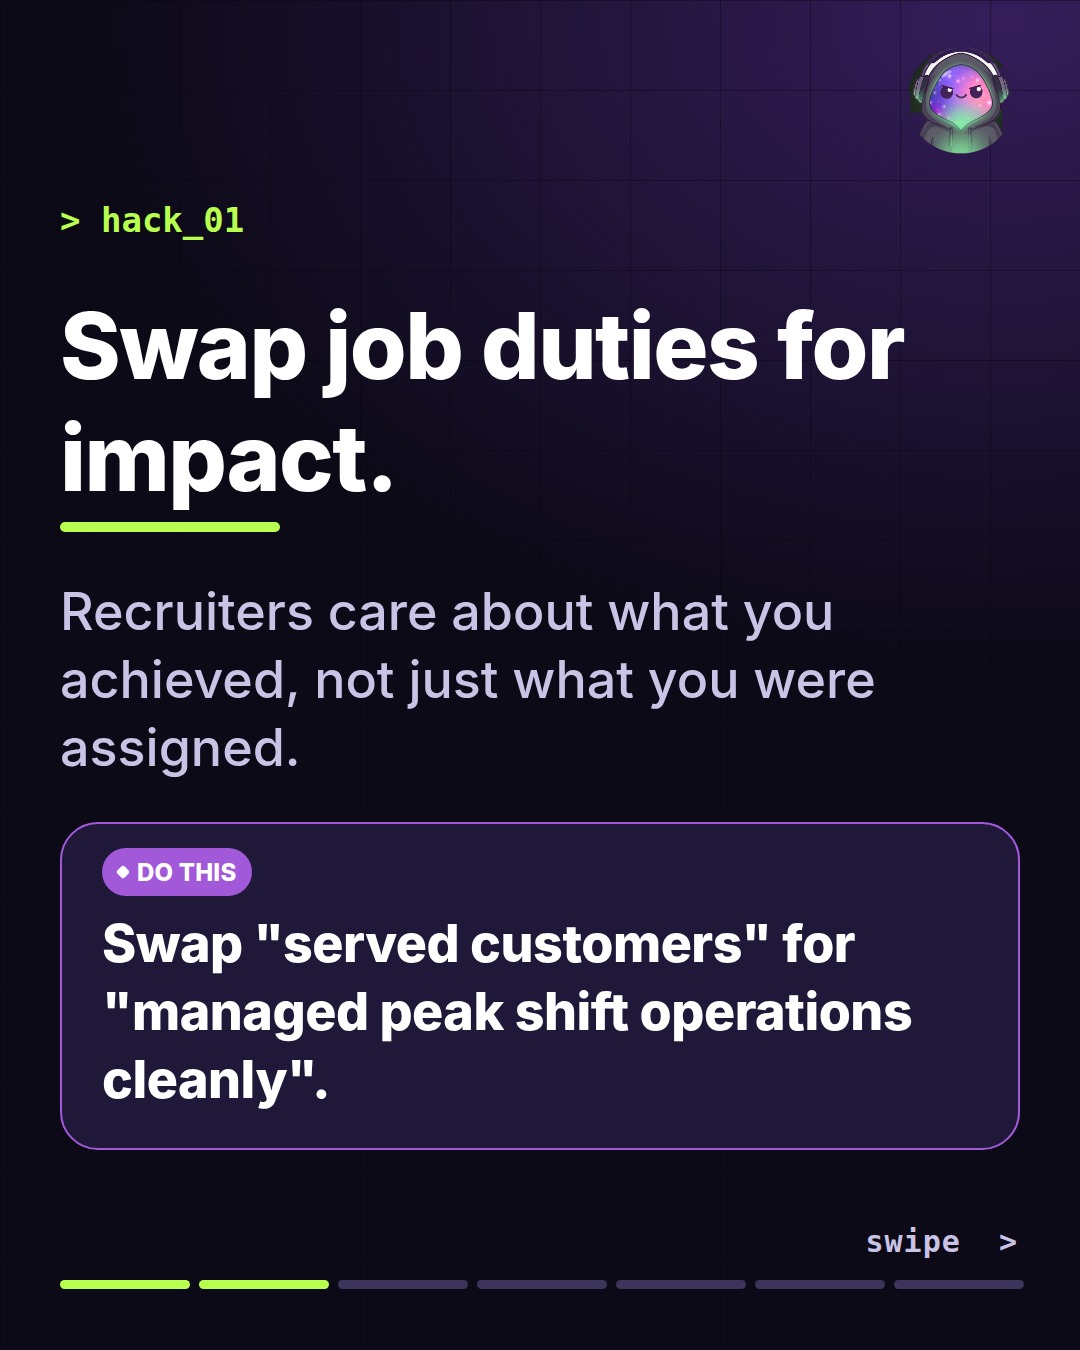 > hack_01
Swap job duties for
impact.
Recruiters care about what you
achieved, not just what you were
assigned.
DO THIS
Swap "served customers" for
"managed peak shift operations
cleanly".
swipe >